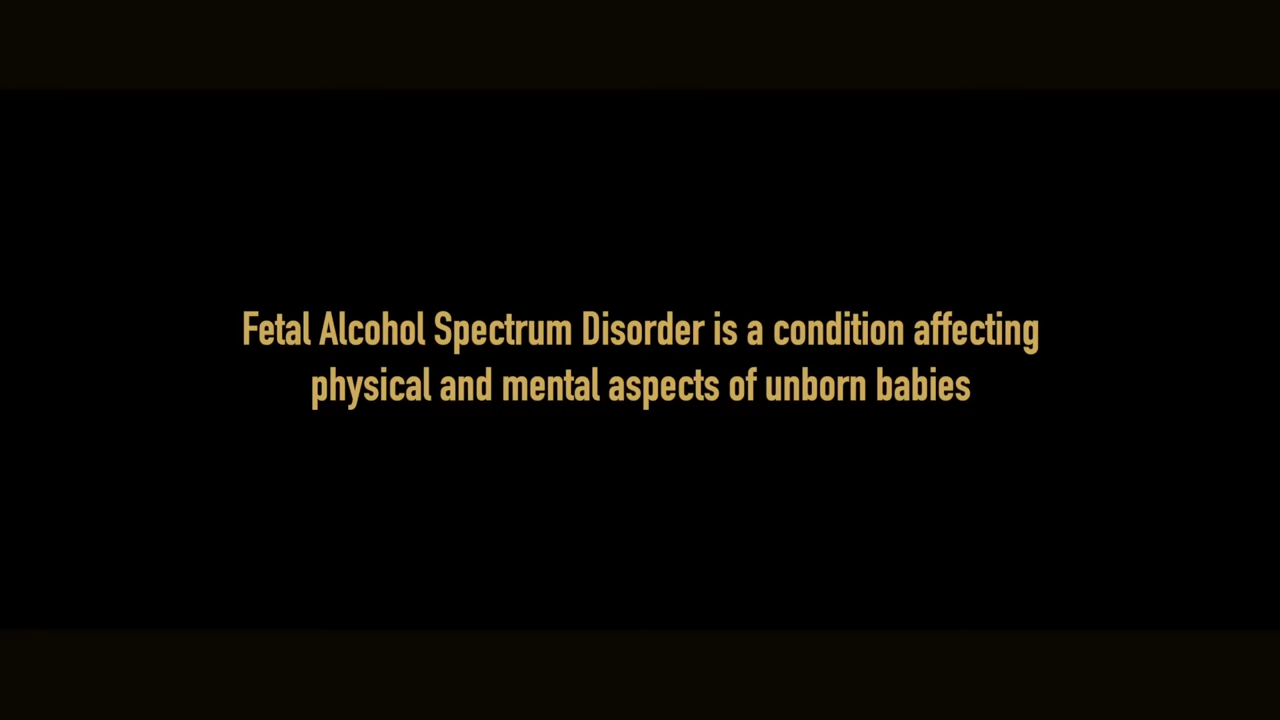 Fetal Alcohol Spectrum Disorder is a condition affecting
physical and mental aspects of unborn babies